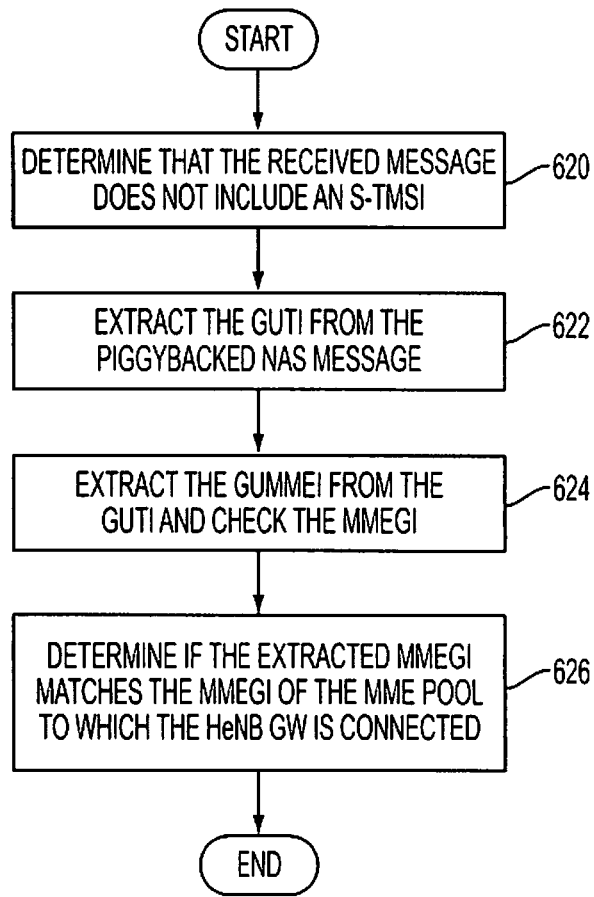 START
DETERMINE THAT THE RECEIVED MESSAGE
DOES NOT INCLUDE AN S-TMSI
620
EXTRACT THE GUTI FROM THE
PIGGYBACKED NAS MESSAGE
622
EXTRACT THE GUMMEI FROM THE
GUTI AND CHECK THE MMEGI
624
DETERMINE IF THE EXTRACTED MMEGI
MATCHES THE MMEGI OF THE MME POOL
TO WHICH THE HeNB GW IS CONNECTED
626
END